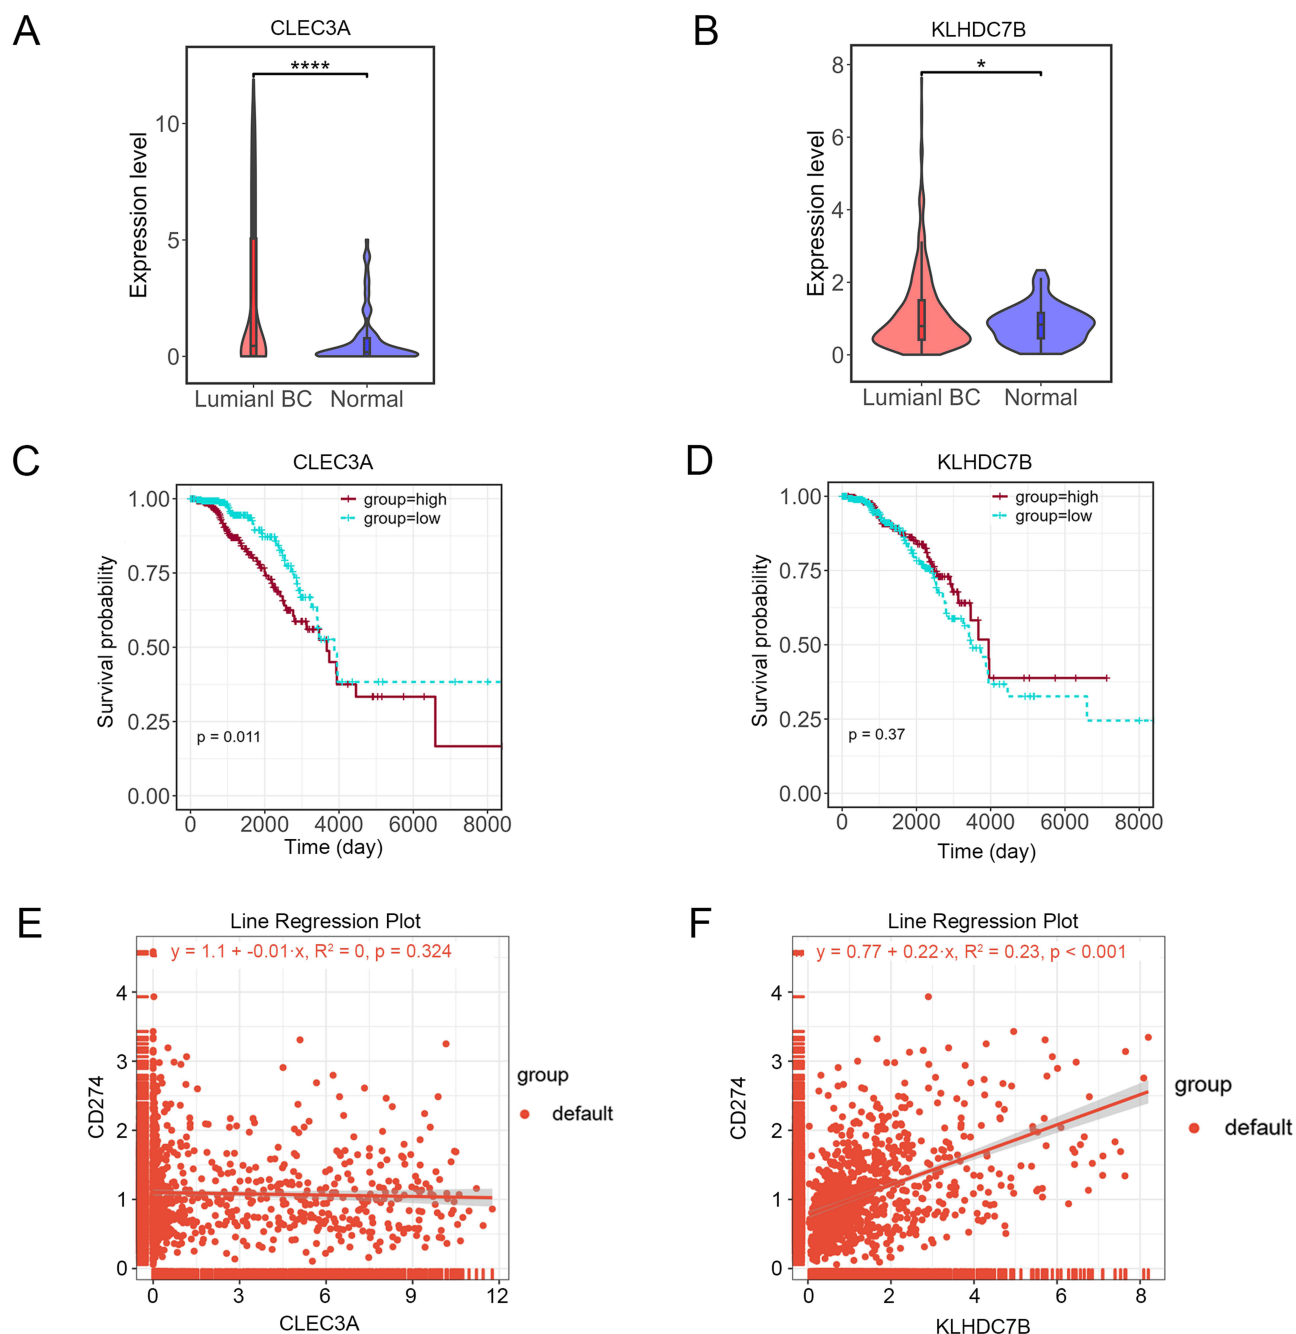 A
CLEC3A
****
Expression level
10
5
0
Lumianl BC Normal
B
KLHDC7B
*
Expression level
8
6
4
2
0
Lumianl BC Normal
C
CLEC3A
group=high
group=low
Survival probability
1.00
0.75
0.50
0.25
0.00
p = 0.011
0 2000 4000 6000 8000
Time (day)
D
KLHDC7B
group=high
group=low
Survival probability
1.00
0.75
0.50
0.25
0.00
p = 0.37
0 2000 4000 6000 8000
Time (day)
E
Line Regression Plot
y = 1.1 + -0.01·x, R² = 0, p = 0.324
CD274
4
3
2
1
0
0 3 6 9 12
CLEC3A
group
default
F
Line Regression Plot
y = 0.77 + 0.22·x, R² = 0.23, p < 0.001
CD274
4
3
2
1
0
0 2 4 6 8
KLHDC7B
group
default